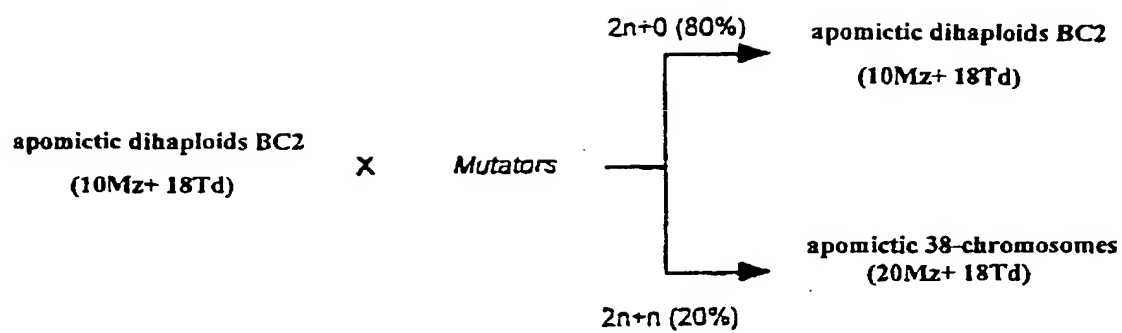 2n+0 (80%)
apomictic dihaploids BC2
(10Mz+ 18Td)
apomictic dihaploids BC2
(10Mz+ 18Td)
X
Mutators
apomictic 38-chromosomes
(20Mz+ 18Td)
2n+n (20%)